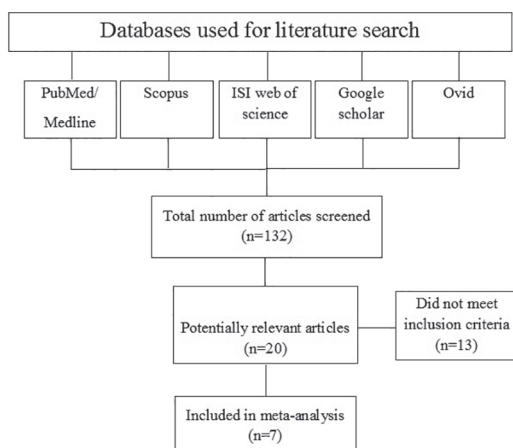 Databases used for literature search
PubMed/
Medline
Scopus
ISI web of
science
Google
scholar
Ovid
Total number of articles screened
(n=132)
Potentially relevant articles
(n=20)
Did not meet
inclusion criteria
(n=13)
Included in meta-analysis
(n=7)